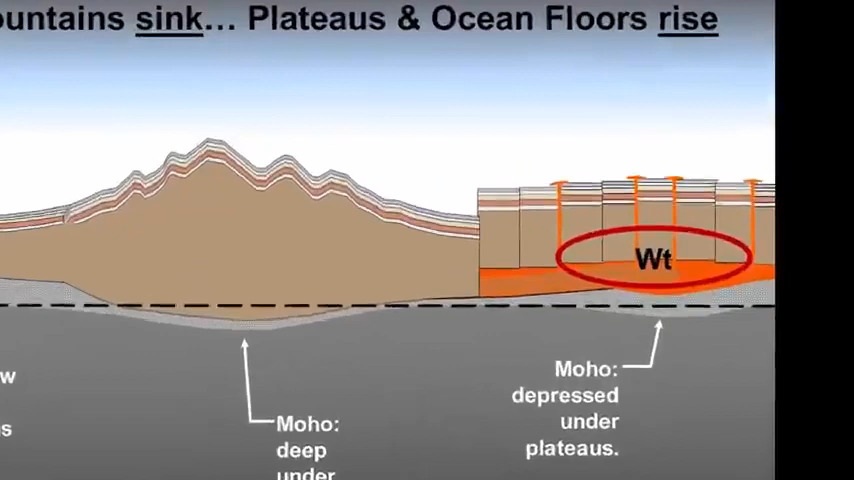 ountains sink... Plateaus & Ocean Floors rise
Wt
Moho:
depressed
under
plateaus.
w
s
Moho:
deep
under